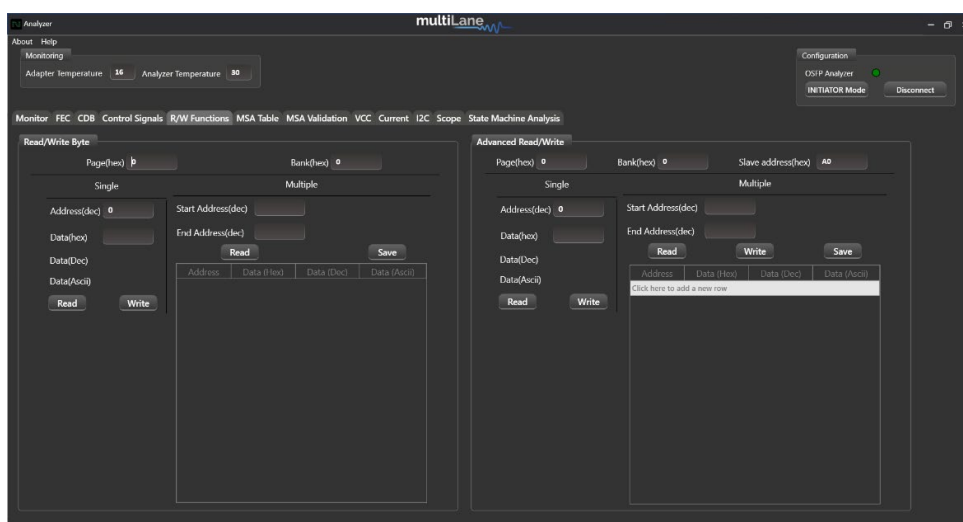 Analyzer
multiLane
About Help
Monitoring
Adapter Temperature 16 Analyzer Temperature 30
Configuration
OSFP Analyzer
INITIATOR Mode Disconnect
Monitor FEC CDB Control Signals R/W Functions MSA Table MSA Validation VCC Current I2C Scope State Machine Analysis
Read/Write Byte
Page(hex) 0 Bank(hex) 0
Single Multiple
Address(dec) 0 Start Address(dec)
Data(hex) End Address(dec)
Data(Dec) Read Save
Data(Ascii) Address Data (Hex) Data (Dec) Data (Ascii)
Read Write
Advanced Read/Write
Page(hex) 0 Bank(hex) 0 Slave address(hex) A0
Single Multiple
Address(dec) 0 Start Address(dec)
Data(hex) End Address(dec)
Data(Dec) Read Write Save
Data(Ascii) Address Data (Hex) Data (Dec) Data (Ascii)
Click here to add a new row
Read Write